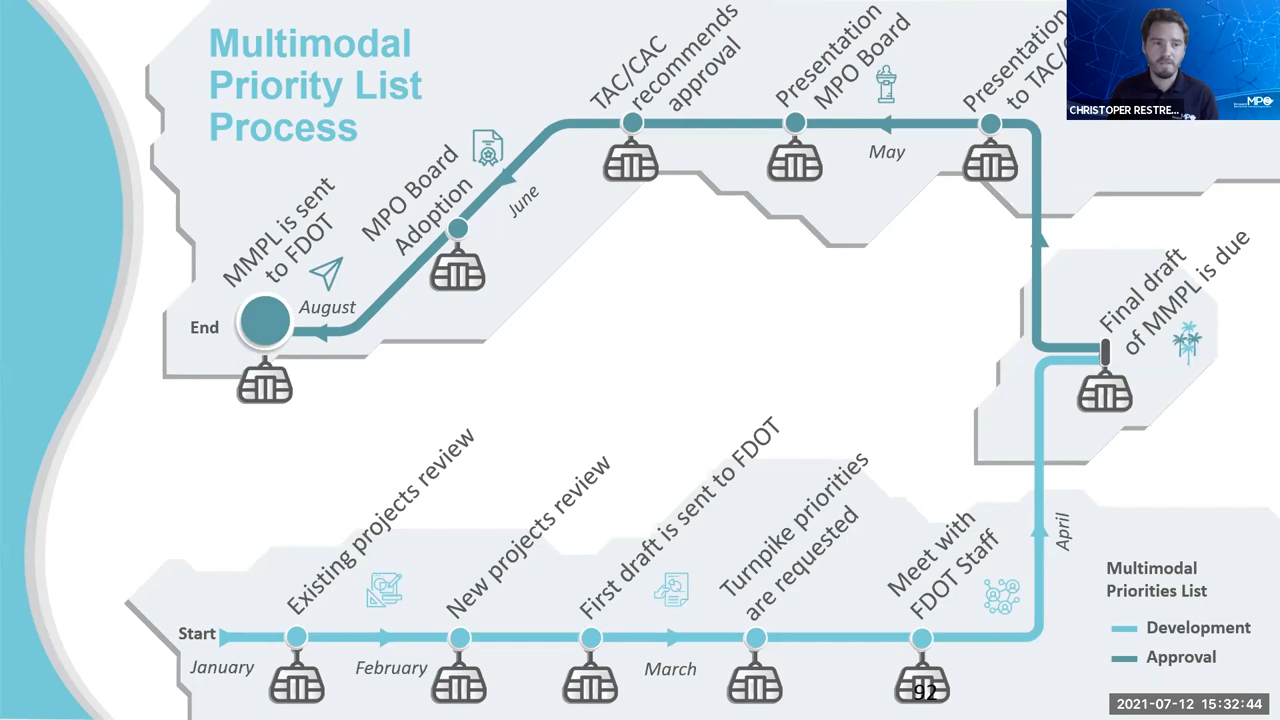 Multimodal
Priority List
Process
TAC/CAC
recommends
approval
Presentation
MPO Board
Presentation
to TAC/
CHRISTOPER RESTRE...
MPO
May
June
MPO Board
Adoption
MMPL is sent
to FDOT
August
End
Final draft
of MMPL is due
Existing projects review
New projects review
First draft is sent to FDOT
Turnpike priorities
are requested
Meet with
FDOT Staff
April
Start
January
February
March
92
Multimodal
Priorities List
Development
Approval
2021-07-12 15:32:44